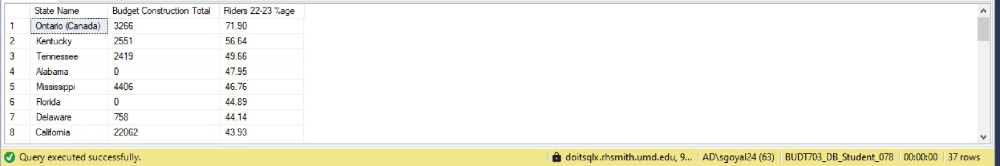 State Name Budget Construction Total Riders 22-23 %age
1 Ontario (Canada) 3266 71.90
2 Kentucky 2551 56.64
3 Tennessee 2419 49.66
4 Alabama 0 47.95
5 Mississippi 4406 46.76
6 Florida 0 44.89
7 Delaware 758 44.14
8 California 22062 43.93
Query executed successfully. doitsqlx.rhsmith.umd.edu, 9... AD\sgoyal24 (63) BUDT703_DB_Student_078 00:00:00 37 rows